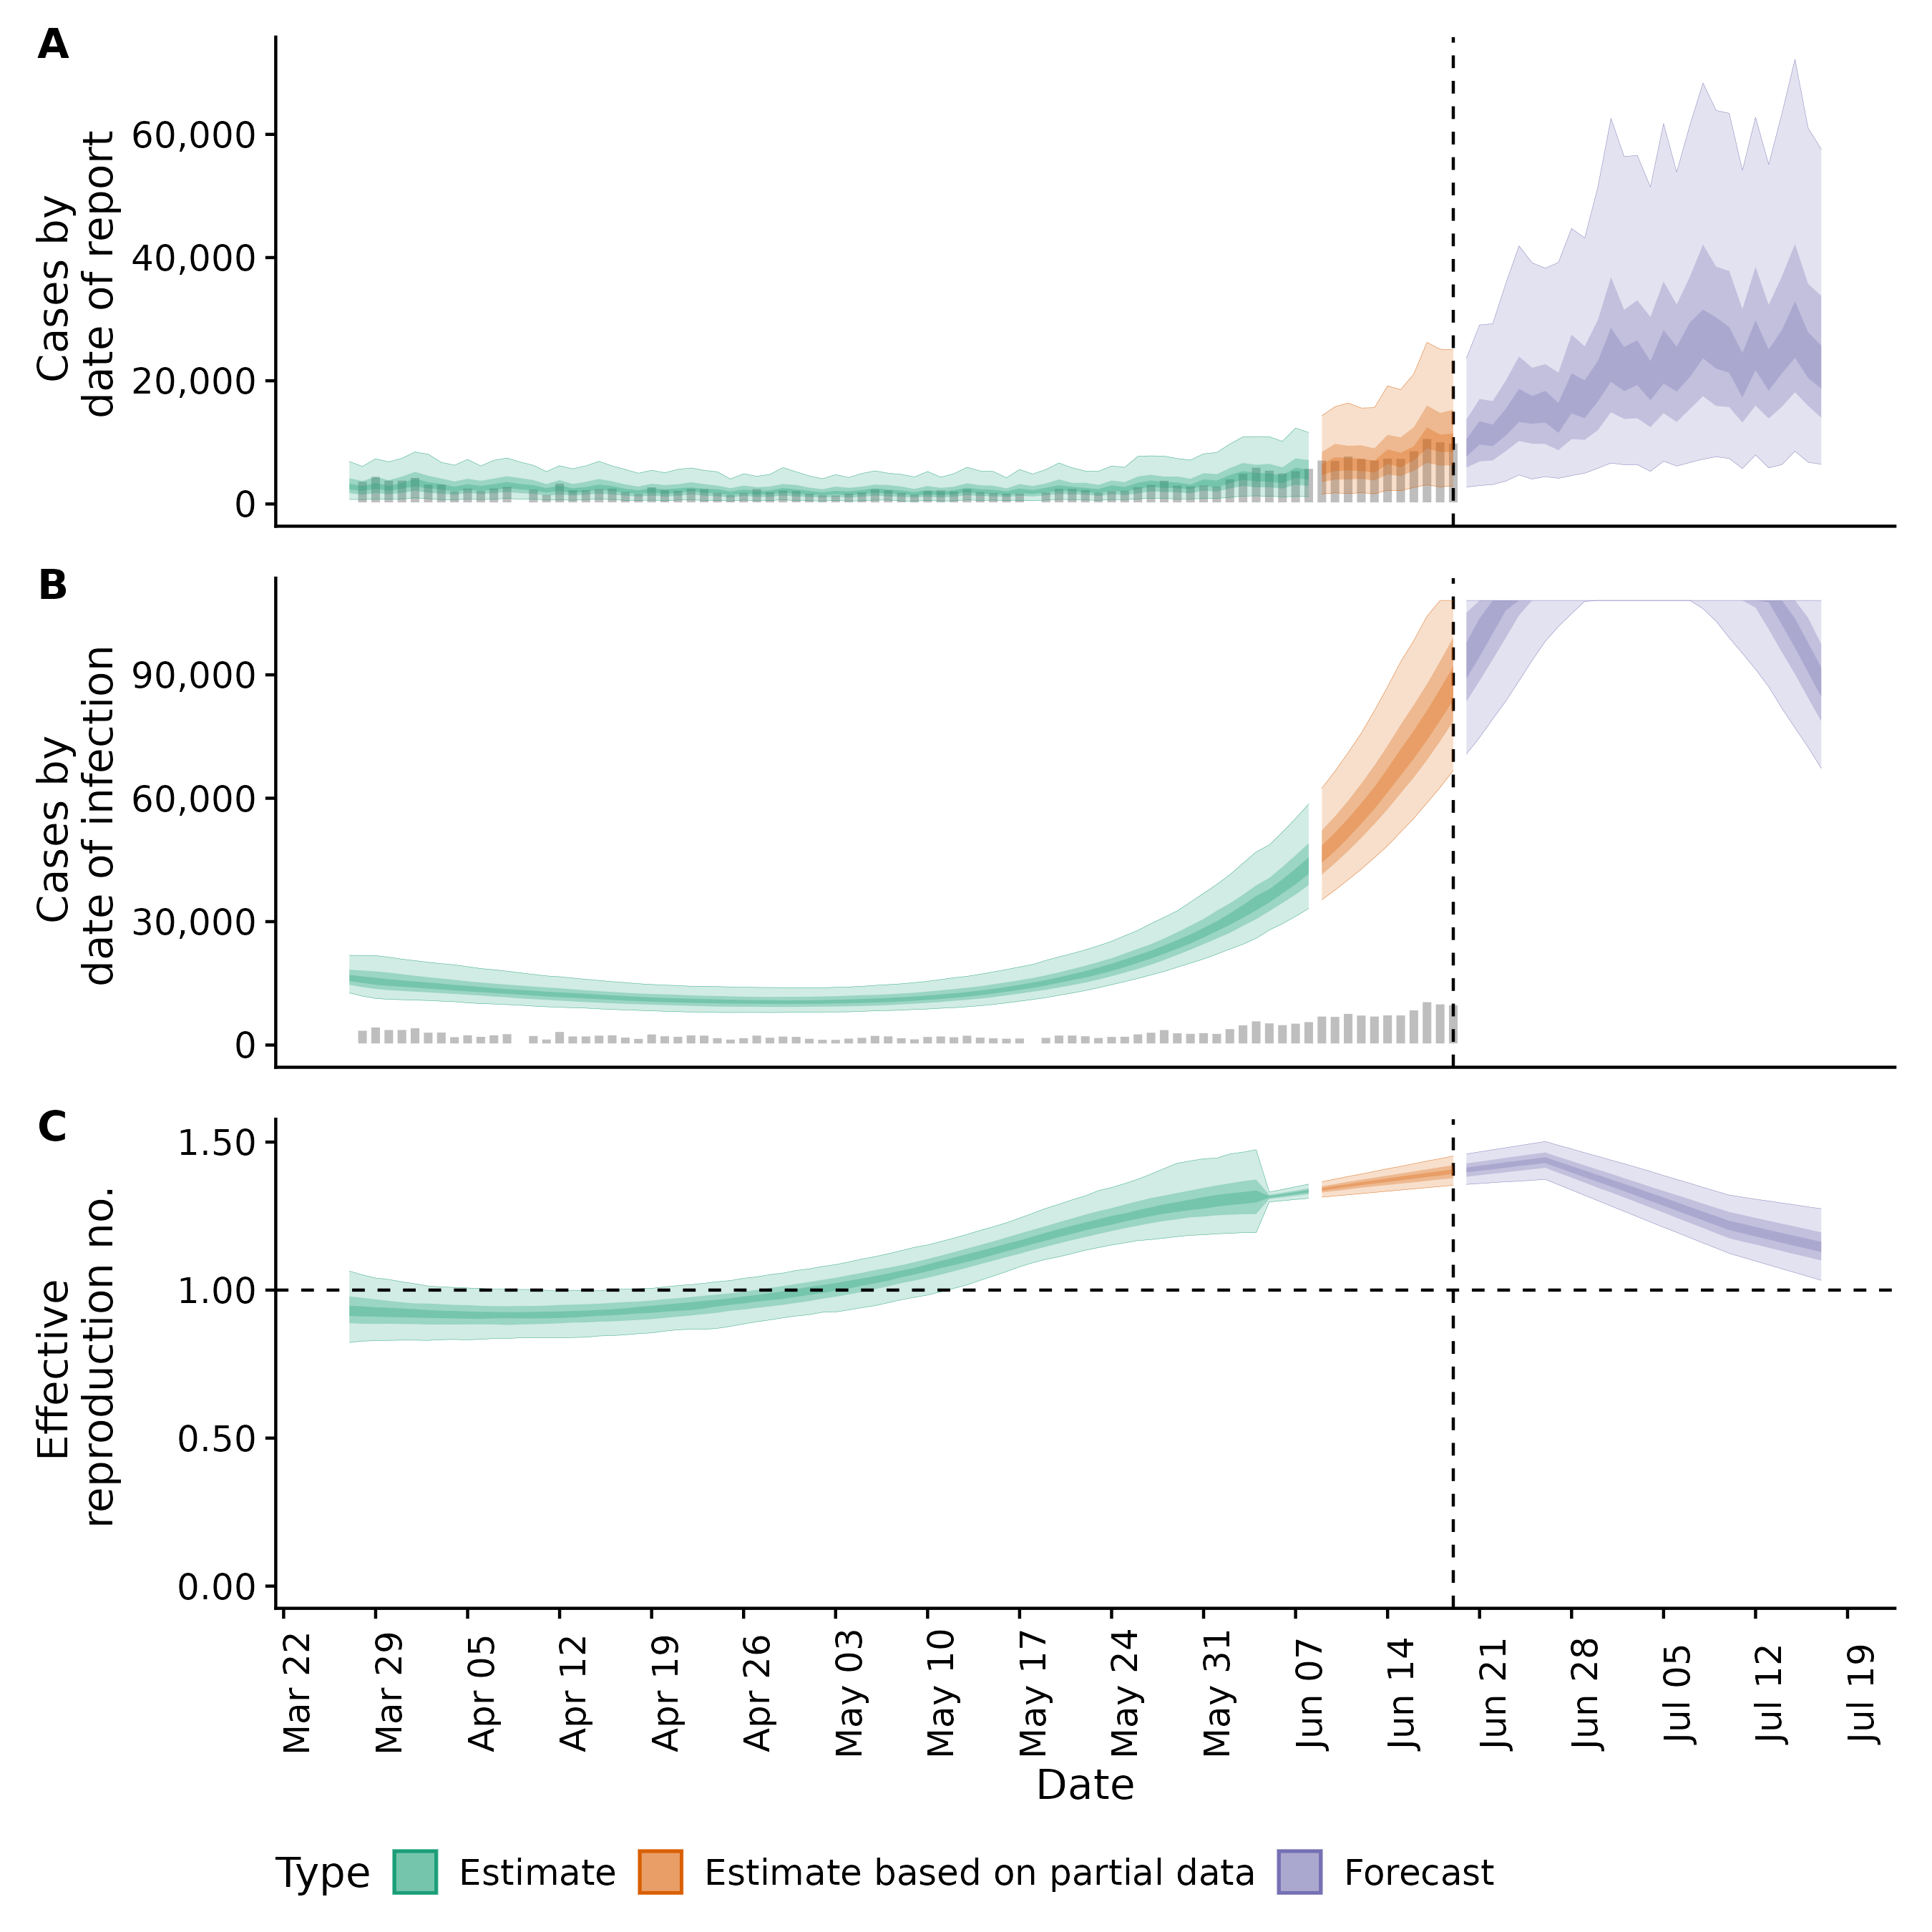 A
Cases by
date of report
60,000
40,000
20,000
0
B
Cases by
date of infection
90,000
60,000
30,000
0
C
Effective
reproduction no.
1.50
1.00
0.50
0.00
Mar 22
Mar 29
Apr 05
Apr 12
Apr 19
Apr 26
May 03
May 10
May 17
May 24
May 31
Jun 07
Jun 14
Jun 21
Jun 28
Jul 05
Jul 12
Jul 19
Date
Type Estimate Estimate based on partial data Forecast